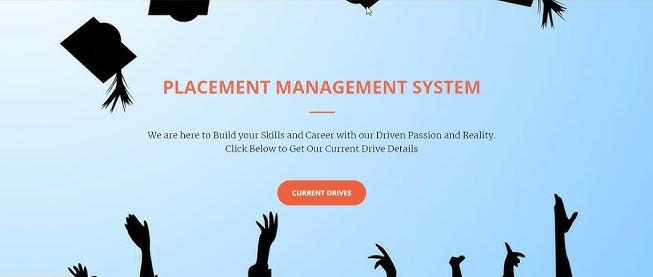 PLACEMENT MANAGEMENT SYSTEM
We are here to Build your Skills and Career with our Driven Passion and Reality.
Click Below to Get Our Current Drive Details
CURRENT DRIVES